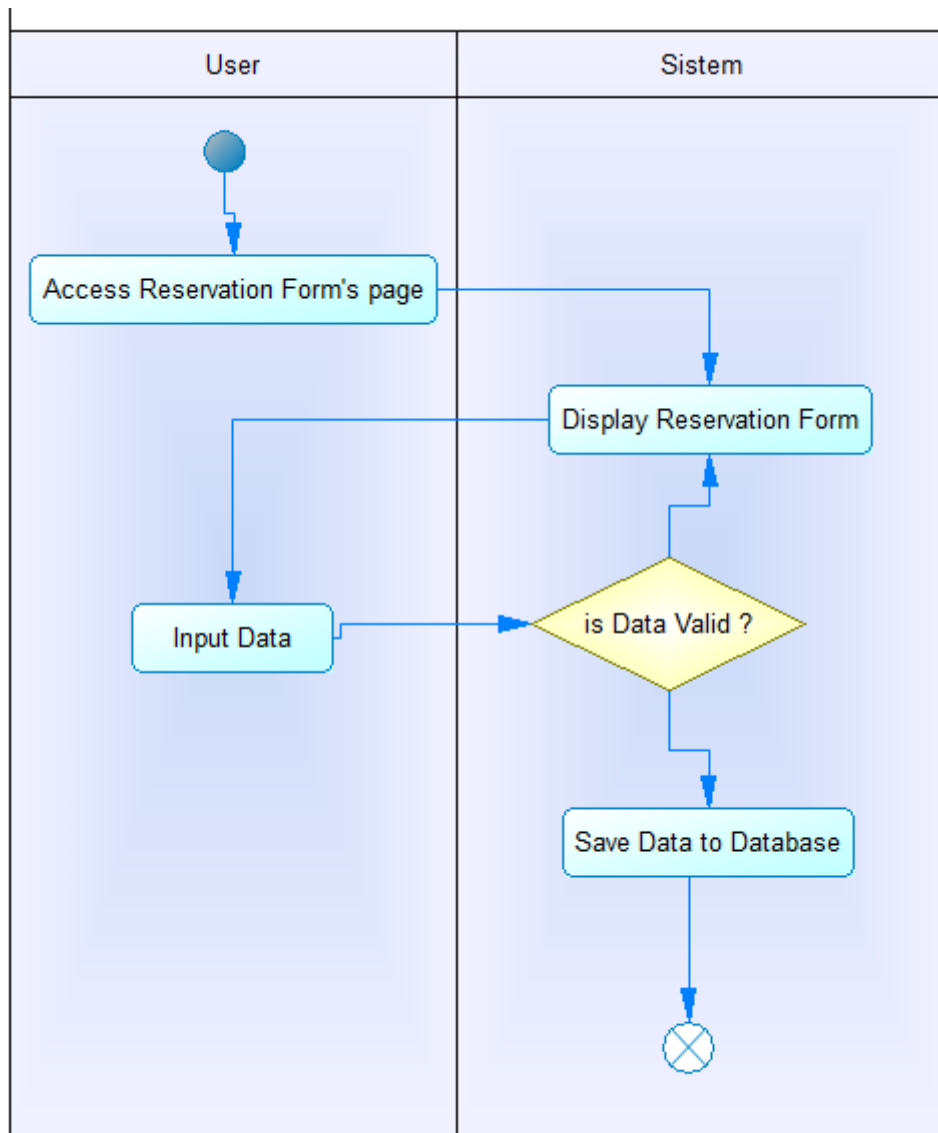 User
Sistem
Access Reservation Form's page
Display Reservation Form
is Data Valid ?
Input Data
Save Data to Database